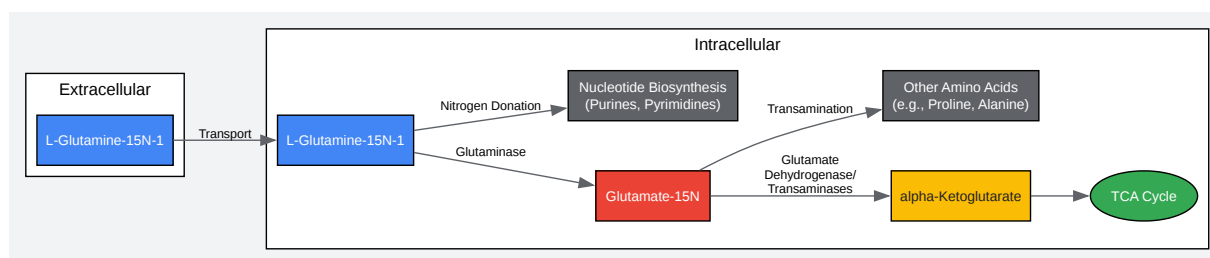 Intracellular
Extracellular
L-Glutamine-15N-1
Transport
L-Glutamine-15N-1
Nitrogen Donation
Glutaminase
Nucleotide Biosynthesis
(Purines, Pyrimidines)
Glutamate-15N
Transamination
Glutamate
Dehydrogenase/
Transaminases
Other Amino Acids
(e.g., Proline, Alanine)
alpha-Ketoglutarate
TCA Cycle